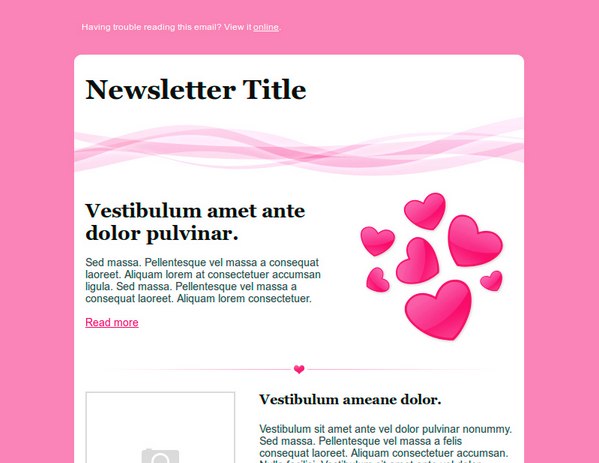 Having trouble reading this email? View it online.
Newsletter Title
Vestibulum amet ante
dolor pulvinar.
Sed massa. Pellentesque vel massa a consequat
laoreet. Aliquam lorem at consectetuer accumsan
ligula. Sed massa. Pellentesque vel massa a
consequat laoreet. Aliquam lorem consectetuer.
Read more
Vestibulum ameane dolor.
Vestibulum sit amet ante vel dolor pulvinar nonummy.
Sed massa. Pellentesque vel massa a felis
consequat laoreet. Aliquam consectetuer accumsan.